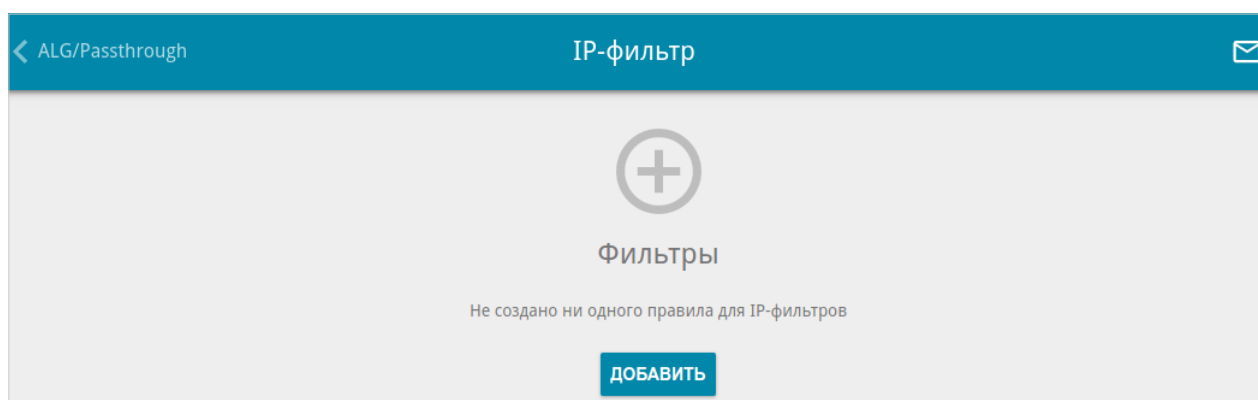 ALG/Passthrough
IP-фильтр
Фильтры
Не создано ни одного правила для IP-фильтров
ДОБАВИТЬ